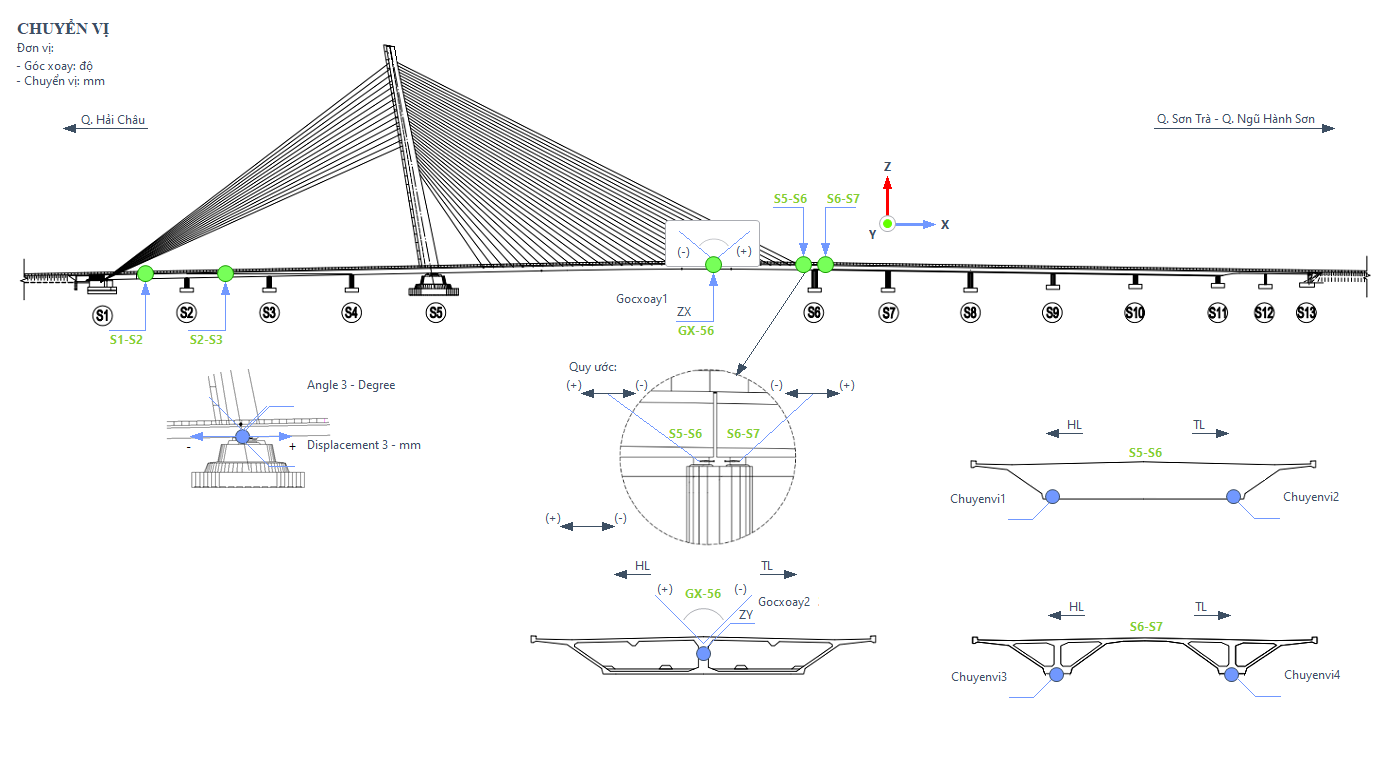 CHUYỂN VỊ
Đơn vị:
- Góc xoay: độ
- Chuyển vị: mm
Q. Hải Châu
Q. Sơn Trà - Q. Ngũ Hành Sơn
Z
S5-S6
S6-S7
X
Y
(-)
(+)
Gocxoay1
ZX
GX-56
S1
S2
S3
S4
S5
S6
S7
S8
S9
S10
S11
S12
S13
S1-S2
S2-S3
Angle 3 - Degree
-
+
Displacement 3 - mm
Quy ước:
(+)
(-)
(-)
(+)
S5-S6
S6-S7
(+)
(-)
HL
TL
S5-S6
Chuyenvi1
Chuyenvi2
HL
TL
(+)
GX-56
(-)
Gocxoay2
ZY
HL
TL
S6-S7
Chuyenvi3
Chuyenvi4